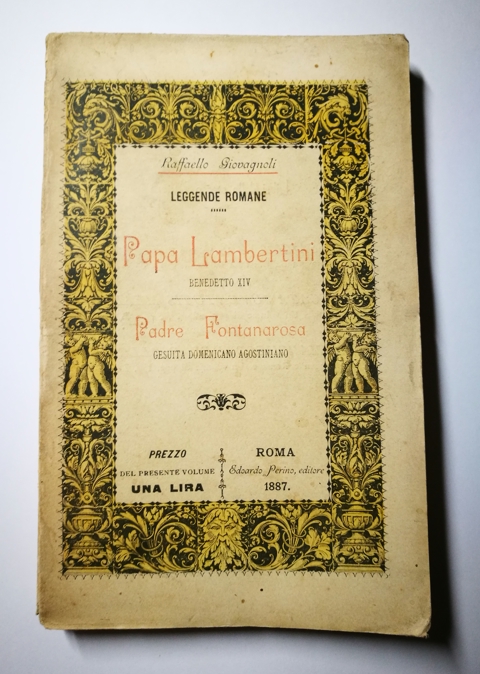 Raffaello Giovagnoli
LEGGENDE ROMANE
Papa Lambertini
BENEDETTO XIV
Padre Fontanarosa
GESUITA DOMENICANO AGOSTINIANO
PREZZO
DEL PRESENTE VOLUME
UNA LIRA
ROMA
Edoardo Perino, editore
1887.